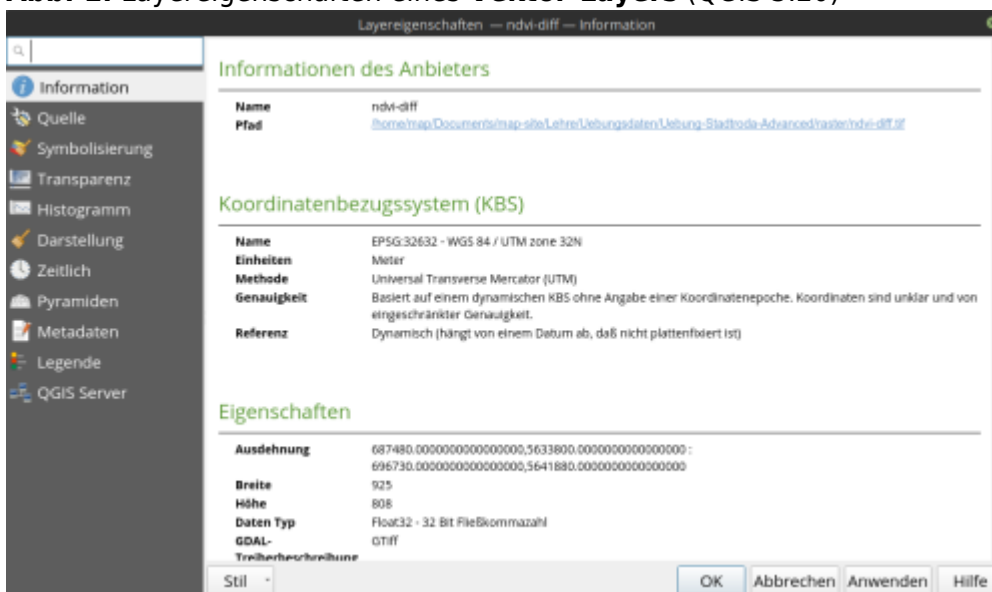 Layereigenschaften — ndvi-diff — Information
Information
Quelle
Symbolisierung
Transparenz
Histogramm
Darstellung
Zeitlich
Pyramiden
Metadaten
Legende
QGIS Server
Informationen des Anbieters
Name ndvi-diff
Pfad /home/map/Documents/map-site/Lehre/Uebungsdaten/Uebung-Stadtroda-Advanced/raster/ndvi-diff.tif
Koordinatenbezugssystem (KBS)
Name EPSG:32632 - WGS 84 / UTM zone 32N
Einheiten Meter
Methode Universal Transverse Mercator (UTM)
Genauigkeit Basiert auf einem dynamischen KBS ohne Angabe einer Koordinatenepoche. Koordinaten sind unklar und von
eingeschränkter Genauigkeit.
Referenz Dynamisch (hängt von einem Datum ab, daß nicht plattenfixiert ist)
Eigenschaften
Ausdehnung 687480.0000000000000000,5633800.0000000000000000 :
696730.0000000000000000,5641880.0000000000000000
Breite 925
Höhe 808
Daten Typ Float32 - 32 Bit Fließkommazahl
GDAL- GTiff
Treiberbeschreibung
Stil
OK Abbrechen Anwenden Hilfe